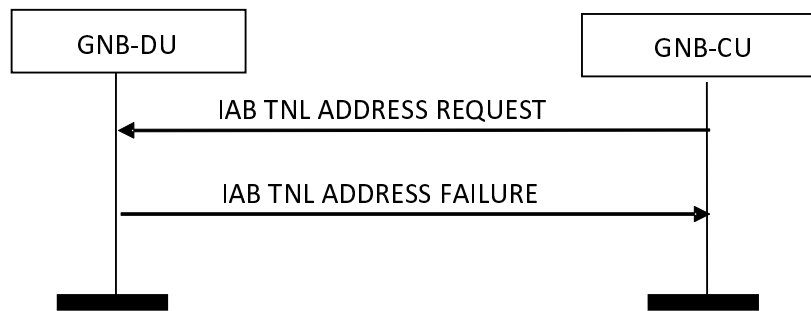 GNB-DU
GNB-CU
IAB TNL ADDRESS REQUEST
IAB TNL ADDRESS FAILURE